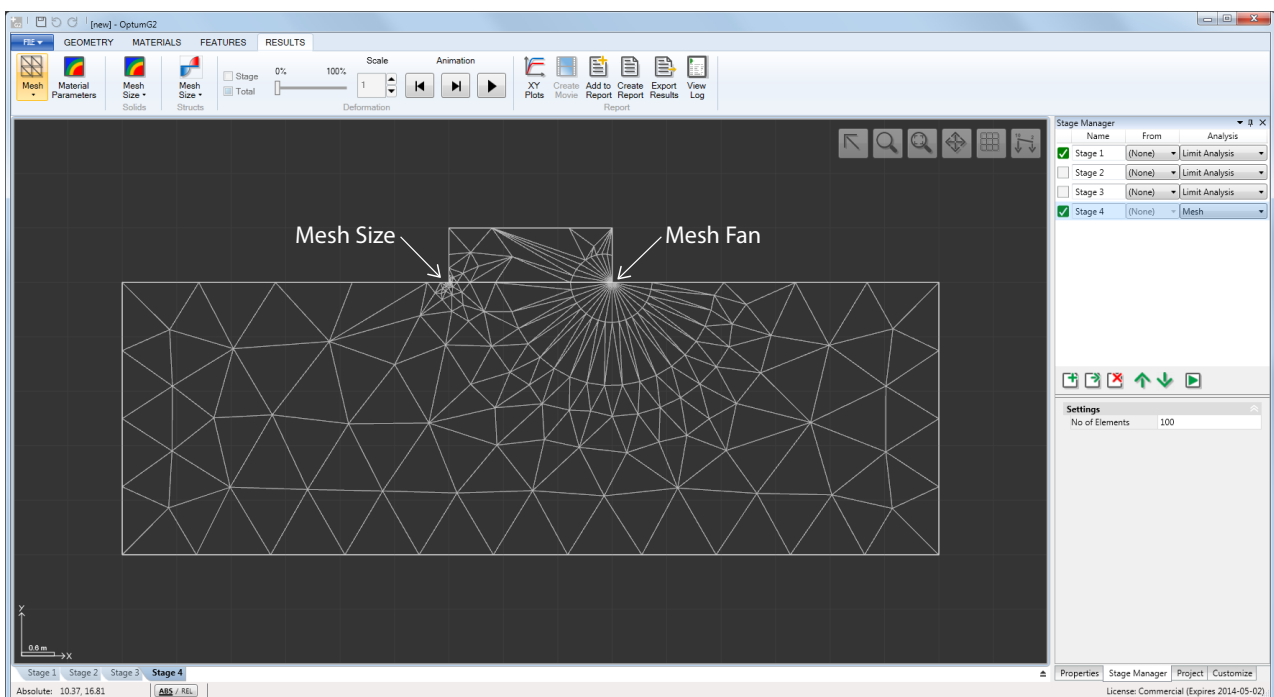 [new] - OptumG2
FILE GEOMETRY MATERIALS FEATURES RESULTS
Mesh
Material Parameters
Mesh Size
Solids
Mesh Size
Structs
Stage
Total
0% 100%
Scale
1
Animation
Deformation
XY Plots
Create Movie
Add to Report
Create Report
Export Results
View Log
Report
Mesh Size
Mesh Fan
Y
0.6 m
X
Stage Manager
Name From Analysis
Stage 1 (None) Limit Analysis
Stage 2 (None) Limit Analysis
Stage 3 (None) Limit Analysis
Stage 4 (None) Mesh
Settings
No of Elements 100
Stage 1 Stage 2 Stage 3 Stage 4
Properties Stage Manager Project Customize
Absolute: 10.37, 16.81 ABS / REL
License: Commercial (Expires 2014-05-02)